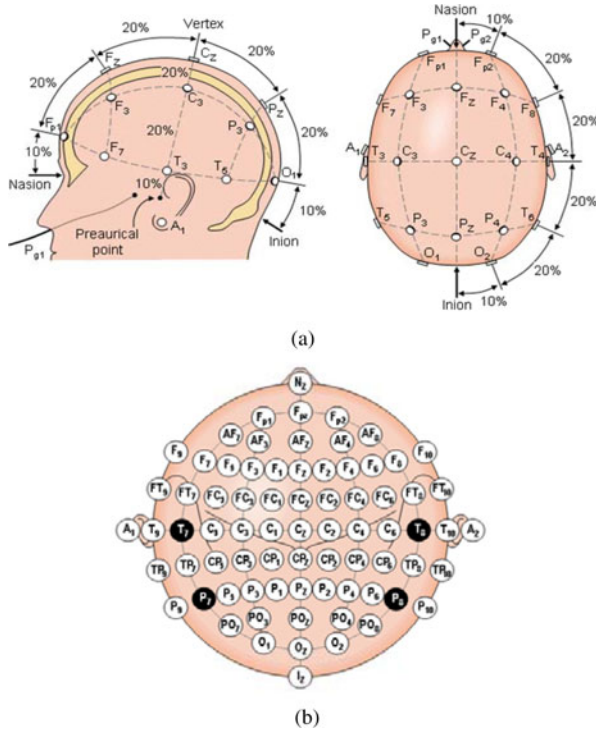 20% Vertex 20%
Fz Cz
20% 20% 20%
Fp1 F3 C3 Pz
10% F7 20% P3 20%
T3 T5 O1
Nasion 10% 10%
Preaurical point A1 Inion
Pg1
Nasion 10%
Pg1 Pg2
Fp1 Fp2 20%
F7 F3 Fz F4 F8 20%
A1 T3 C3 Cz C4 T4 A2
T5 P3 Pz P4 T6 20%
O1 O2 20%
Inion 10%
(a)
Nz
Fp1 Fpz Fp2
AF7 AF3 AFz AF4 AF8
F9 F7 F3 F1 Fz F2 F4 F6 F8 F10
FT9 FT7 FC3 FC1 FCz FC2 FC4 FC6 FT8 FT10
A1 T9 T7 C3 C1 Cz C2 C4 C6 T8 T10 A2
TP9 TP7 CP3 CP1 CPz CP4 CP6 TP8 TP10
P9 P7 P5 P3 P1 Pz P2 P4 P6 P8 P10
PO7 PO3 POz PO4 PO8
O1 Oz O2
Iz
(b)